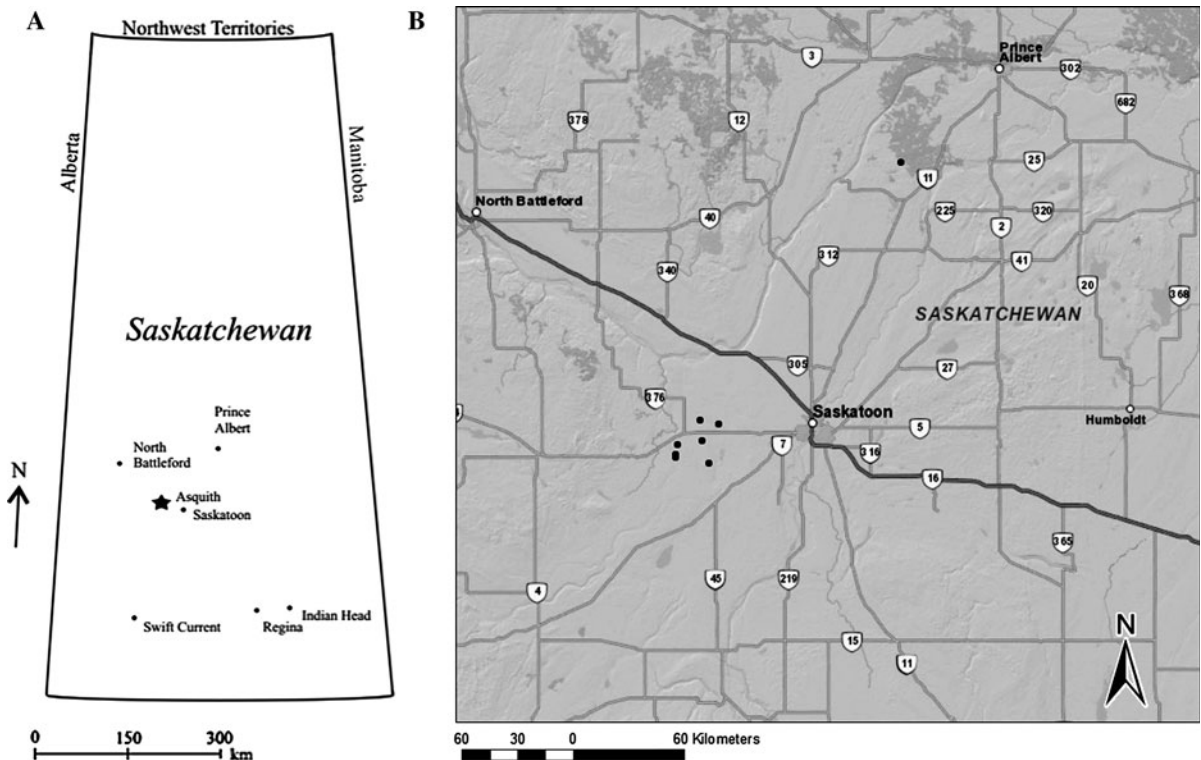 A
Northwest Territories
Alberta
Manitoba
Saskatchewan
Prince
Albert
North
Battleford
Asquith
Saskatoon
N
Swift Current
Regina
Indian Head
0 150 300
km
B
3
Prince
Albert
302
682
378
12
25
11
North Battleford
40
225
320
2
312
41
340
20
368
SASKATCHEWAN
305
27
376
Saskatoon
Humboldt
5
7
316
16
365
4
45
219
15
11
N
60 30 0 60 Kilometers